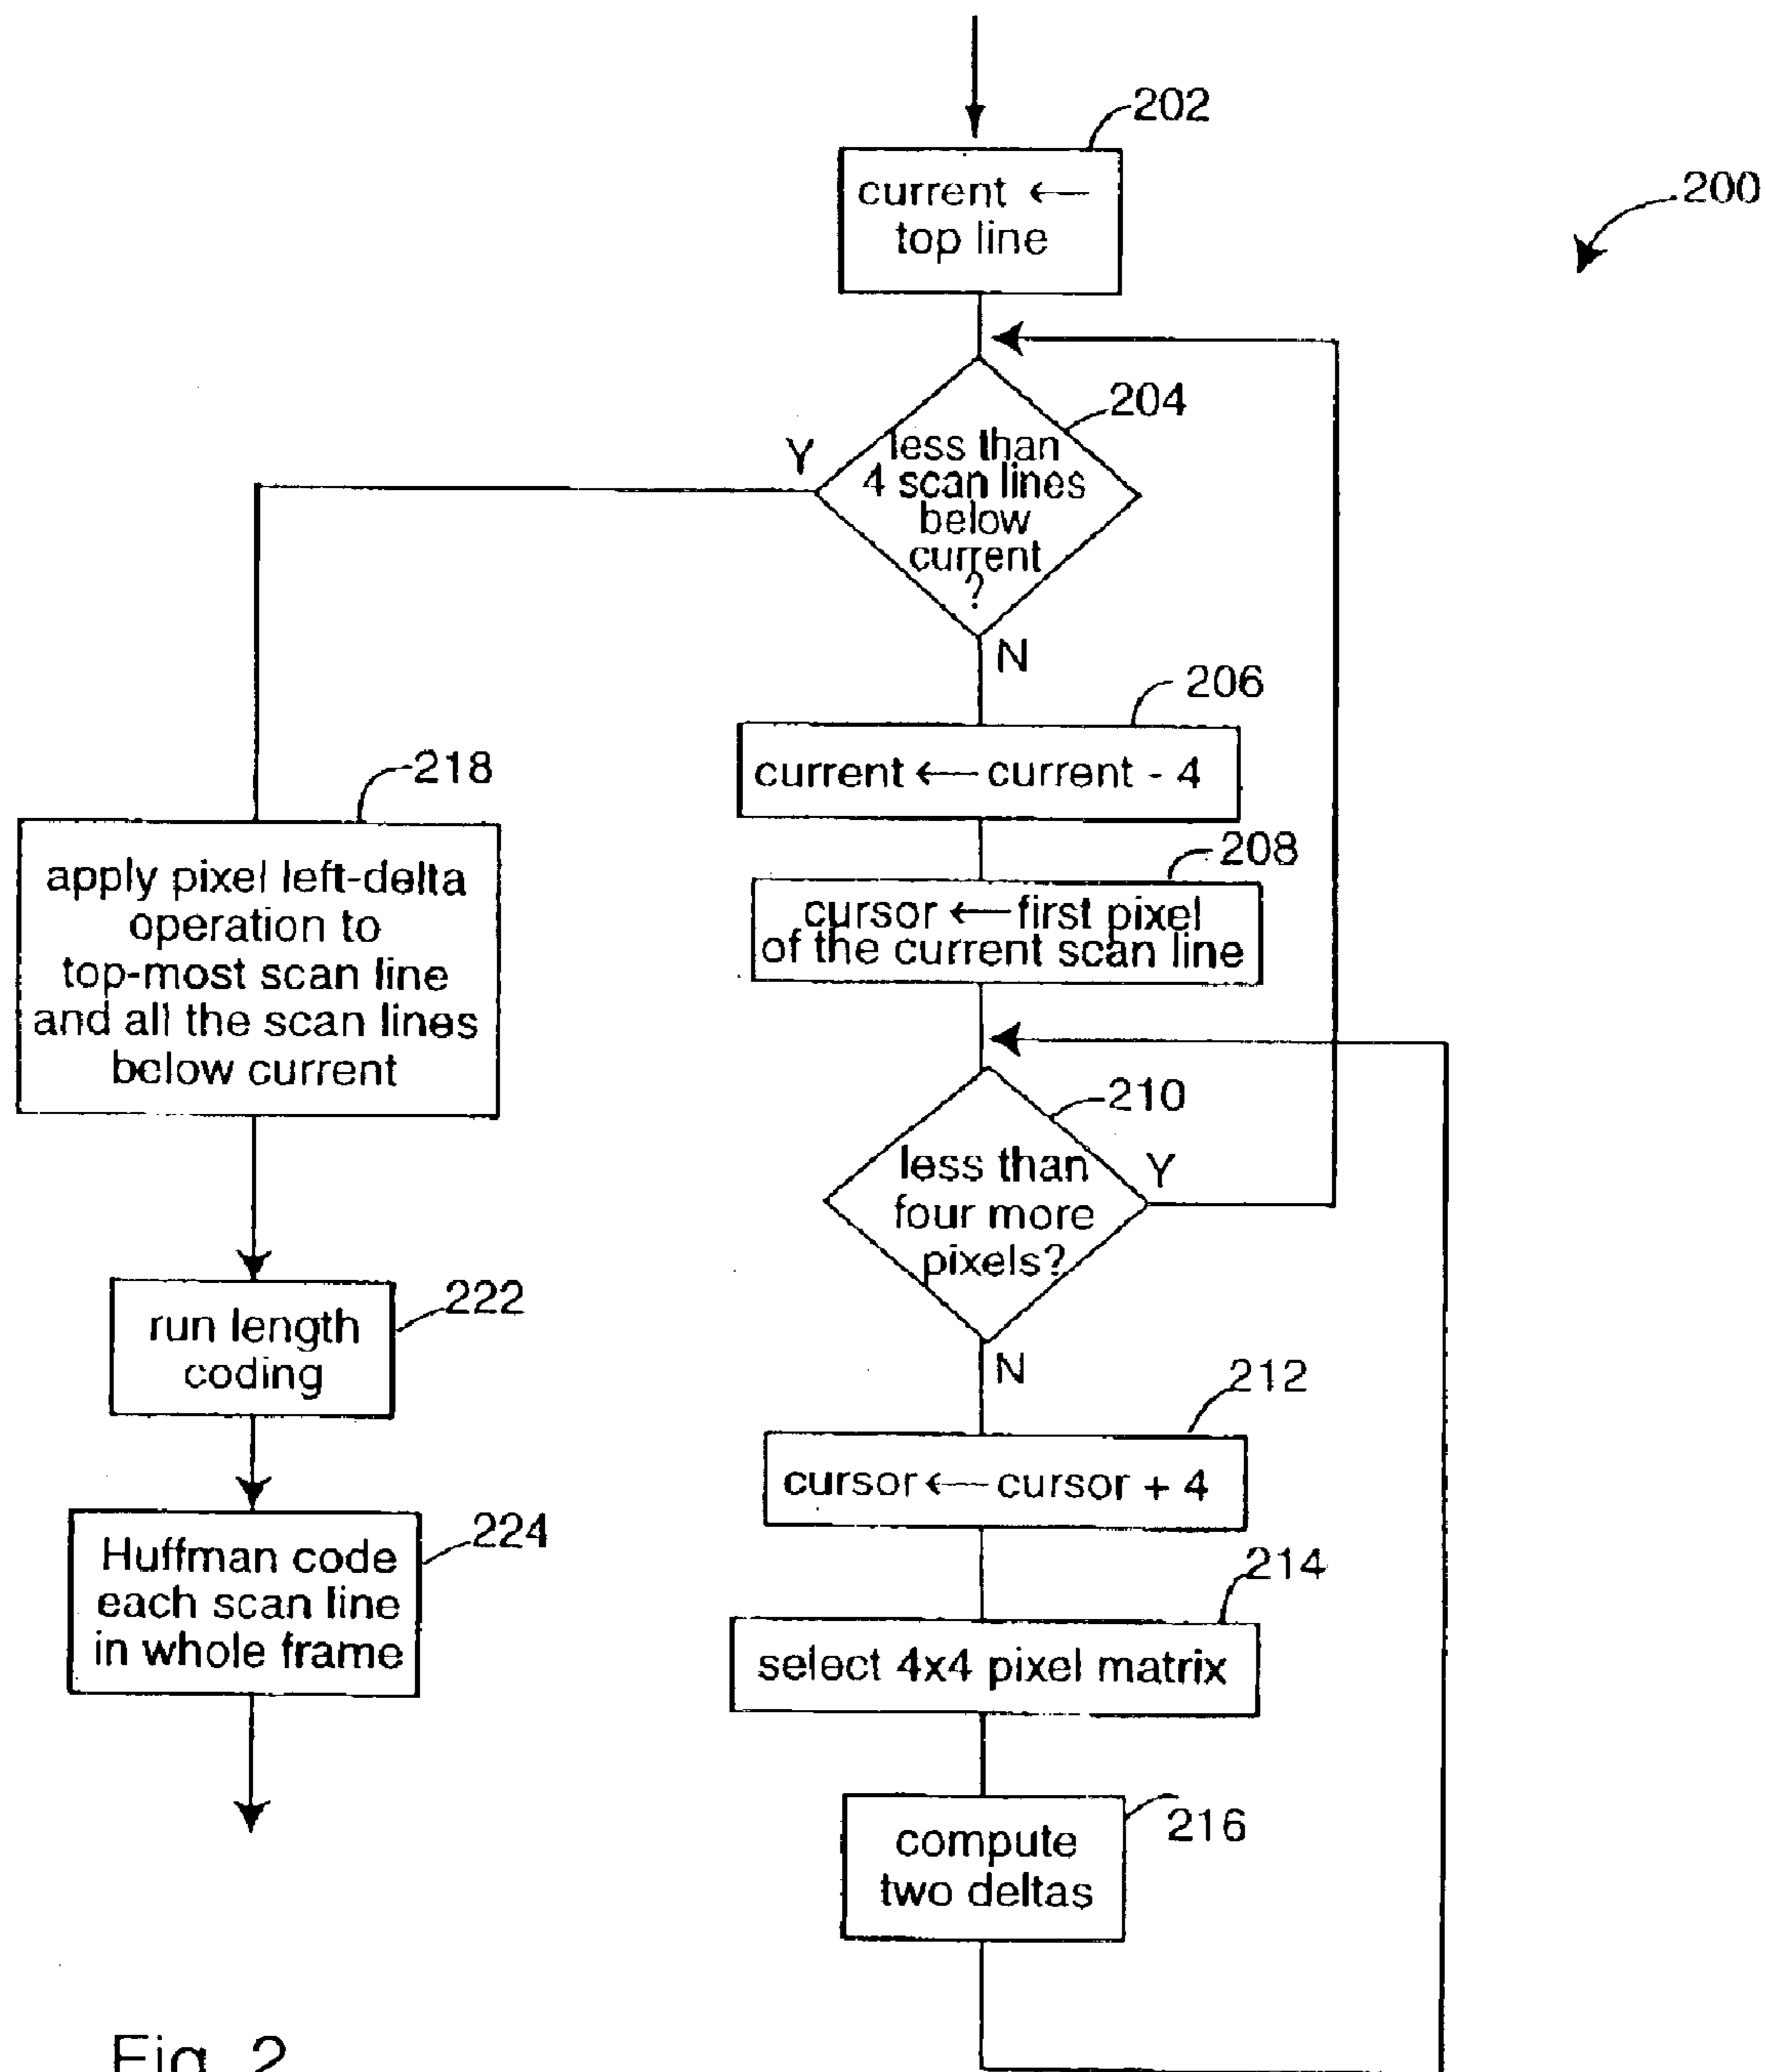 202
current ←
top line
200
204
less than
4 scan lines
below
current
?
Y
N
206
current ← current - 4
208
cursor ← first pixel
of the current scan line
210
less than
four more
pixels?
Y
N
212
cursor ← cursor + 4
214
select 4x4 pixel matrix
216
compute
two deltas
218
apply pixel left-delta
operation to
top-most scan line
and all the scan lines
below current
222
run length
coding
224
Huffman code
each scan line
in whole frame
Fig. 2